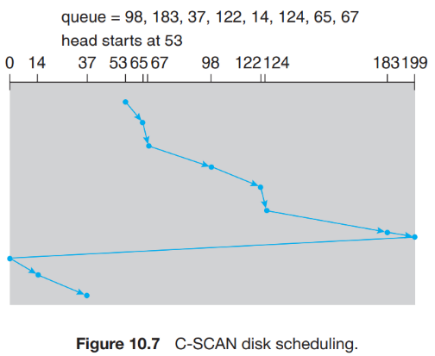 queue = 98, 183, 37, 122, 14, 124, 65, 67
head starts at 53
0 14 37 53 65 67 98 122 124 183 199
Figure 10.7 C-SCAN disk scheduling.